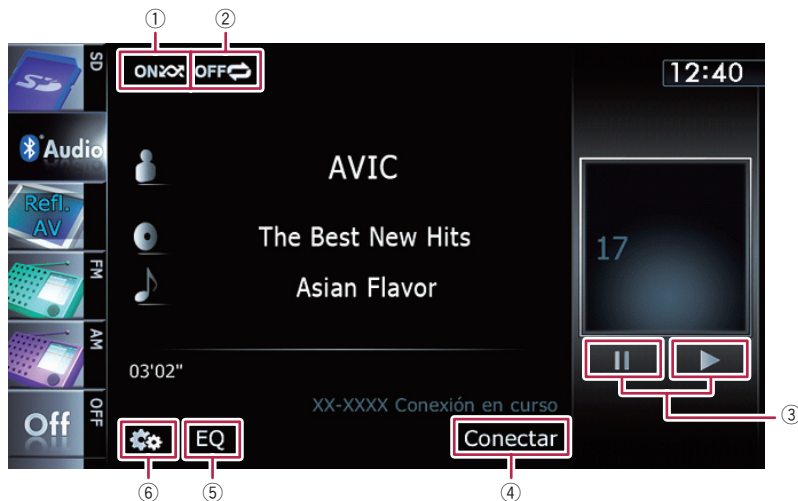 ① ②
SD
ON OFF
12:40
Audio
AVIC
Refl.
AV
The Best New Hits
17
FM
Asian Flavor
AM
03'02"
OFF
XX-XXXX Conexión en curso
③
Off
EQ
Conectar
⑥ ⑤ ④